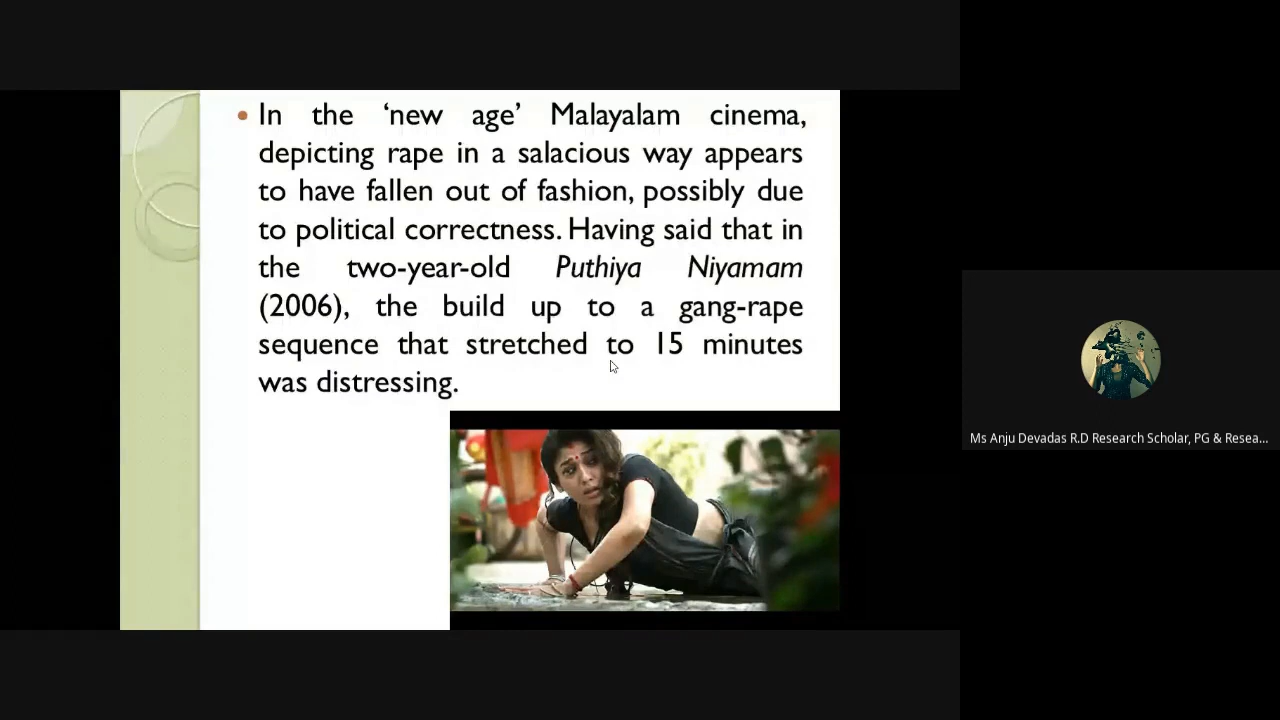 In the ‘new age’ Malayalam cinema,
depicting rape in a salacious way appears
to have fallen out of fashion, possibly due
to political correctness. Having said that in
the two-year-old Puthiya Niyamam
(2006), the build up to a gang-rape
sequence that stretched to 15 minutes
was distressing.
Ms Anju Devadas R.D Research Scholar, PG & Resea...